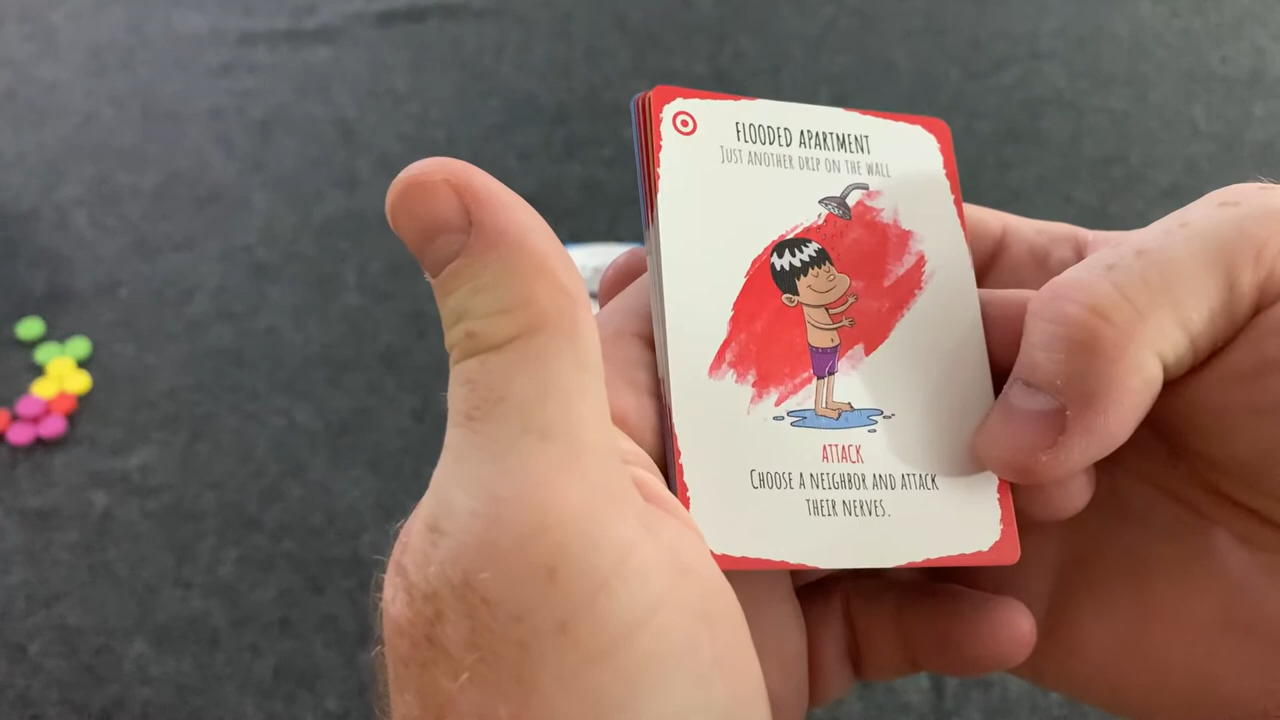 FLOODED APARTMENT
JUST ANOTHER DRIP ON THE WALL
ATTACK
CHOOSE A NEIGHBOR AND ATTACK
THEIR NERVES.